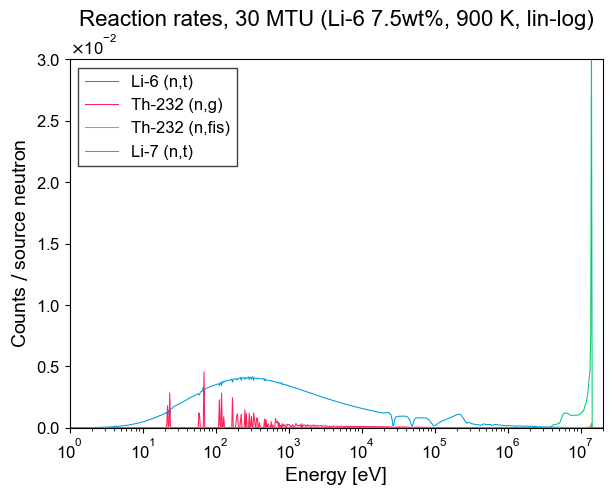 Reaction rates, 30 MTU (Li-6 7.5wt%, 900 K, lin-log)
×10⁻²
3.0
2.5
2.0
1.5
1.0
0.5
0.0
Counts / source neutron
Li-6 (n,t)
Th-232 (n,g)
Th-232 (n,fis)
Li-7 (n,t)
10⁰ 10¹ 10² 10³ 10⁴ 10⁵ 10⁶ 10⁷
Energy [eV]